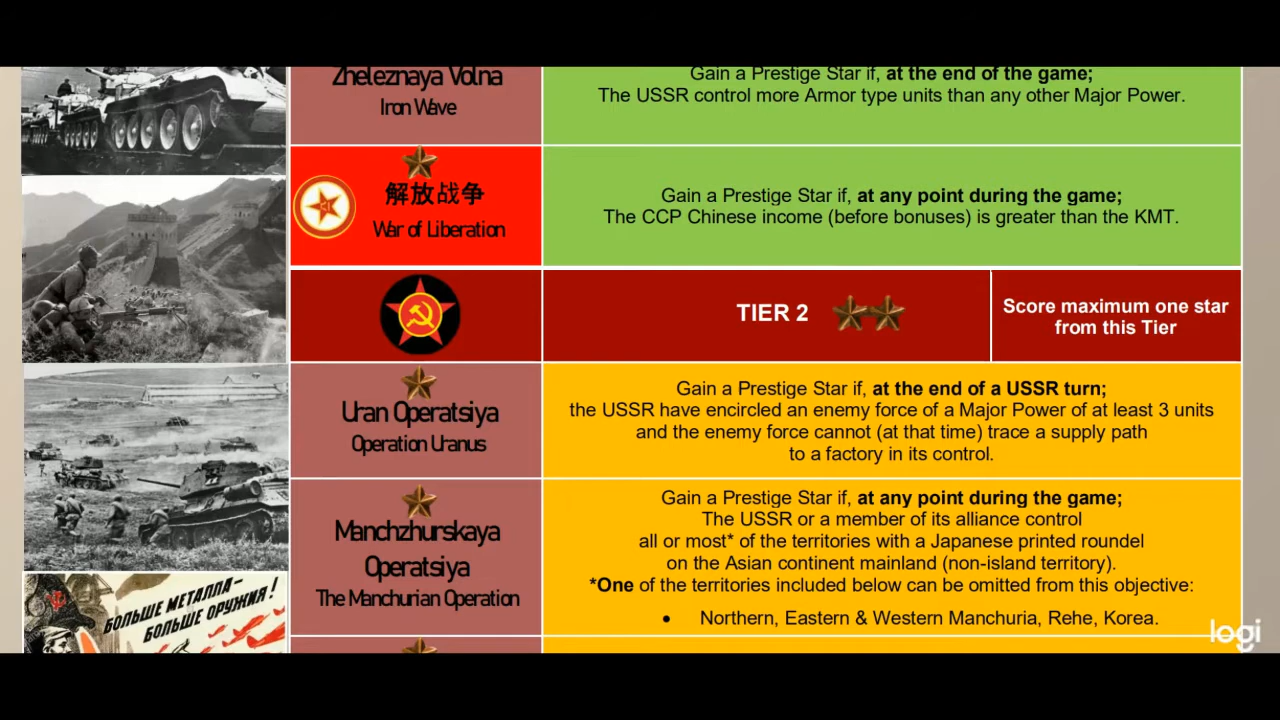 Zheleznaya Volna
Iron Wave
Gain a Prestige Star if, at the end of the game;
The USSR control more Armor type units than any other Major Power.
解放战争
War of Liberation
Gain a Prestige Star if, at any point during the game;
The CCP Chinese income (before bonuses) is greater than the KMT.
TIER 2
Score maximum one star
from this Tier
Uran Operatsiya
Operation Uranus
Gain a Prestige Star if, at the end of a USSR turn;
the USSR have encircled an enemy force of a Major Power of at least 3 units
and the enemy force cannot (at that time) trace a supply path
to a factory in its control.
Manchzhurskaya
Operatsiya
The Manchurian Operation
Gain a Prestige Star if, at any point during the game;
The USSR or a member of its alliance control
all or most* of the territories with a Japanese printed roundel
on the Asian continent mainland (non-island territory).
*One of the territories included below can be omitted from this objective:
• Northern, Eastern & Western Manchuria, Rehe, Korea.
БОЛЬШЕ МЕТАЛЛА–
БОЛЬШЕ ОРУЖИЯ!
logi